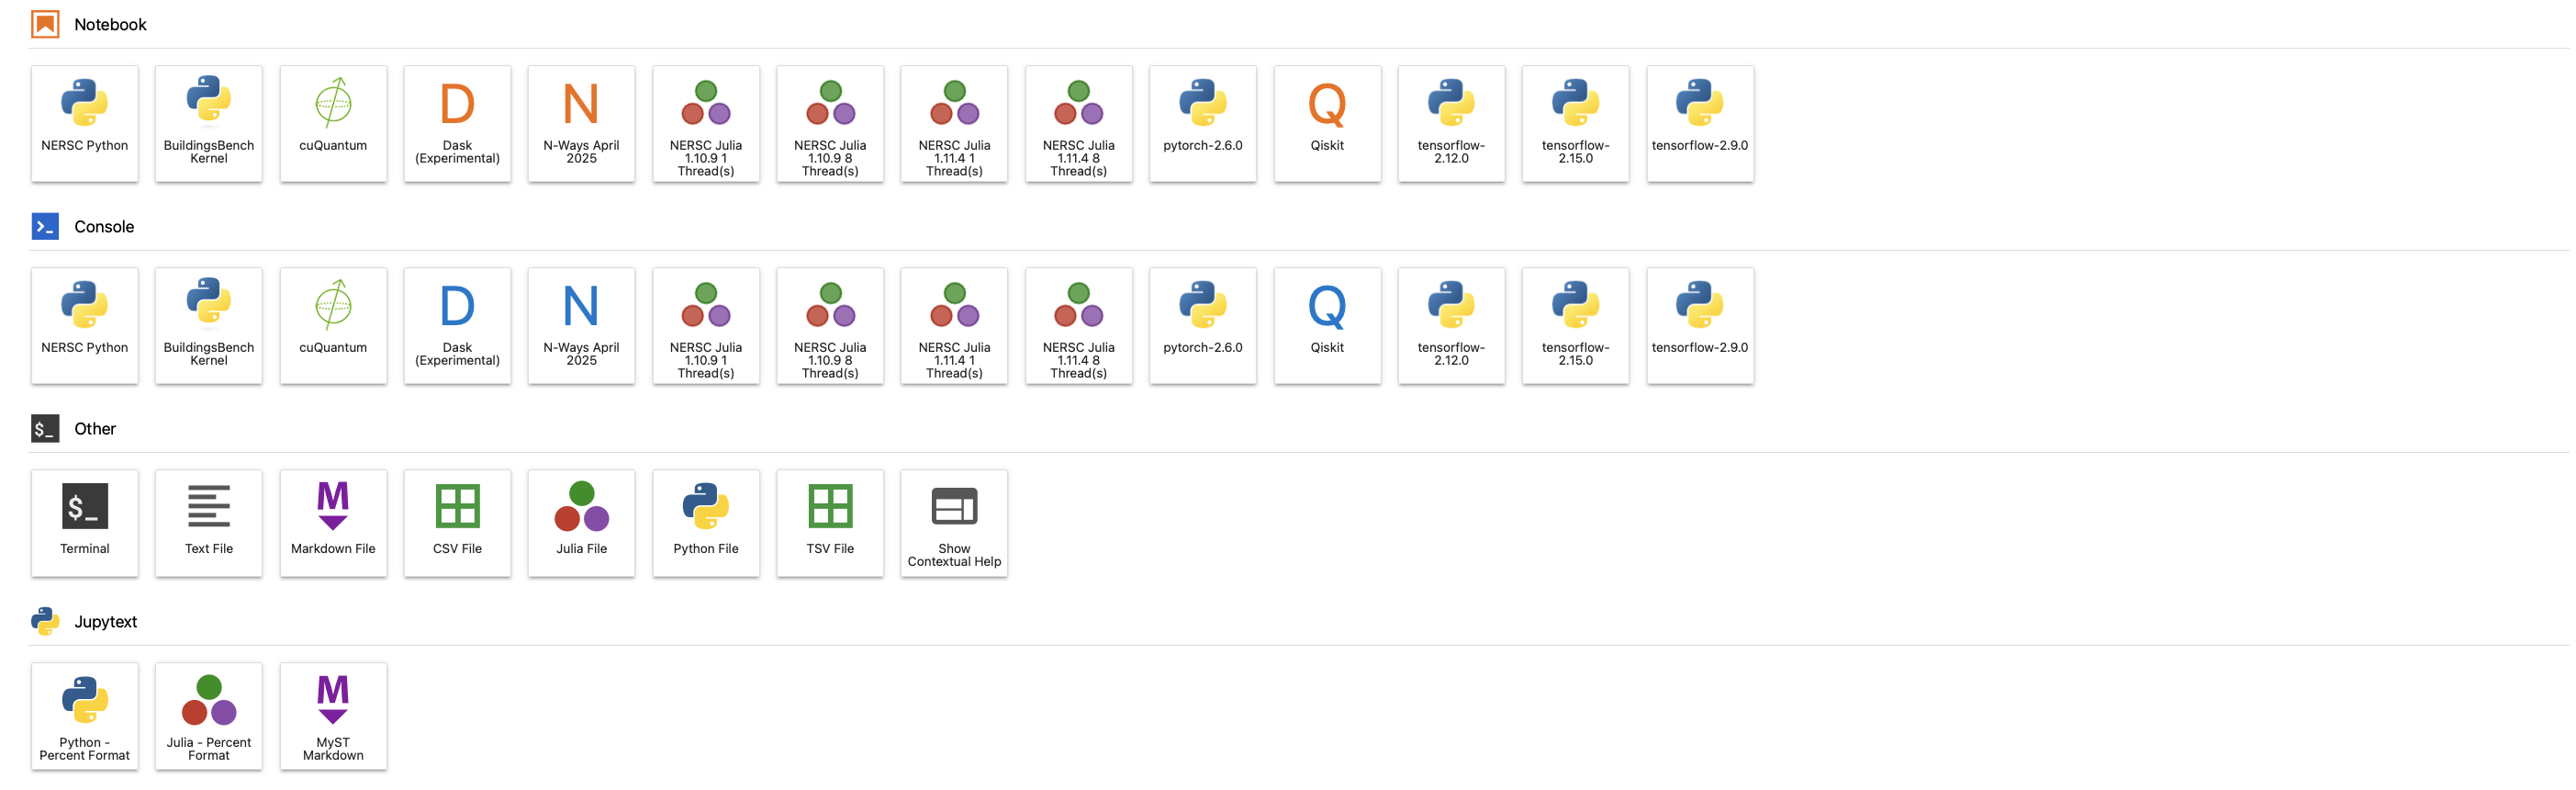 Notebook
NERSC Python
BuildingsBench
Kernel
cuQuantum
D
Dask
(Experimental)
N
N-Ways April
2025
NERSC Julia
1.10.9 1
Thread(s)
NERSC Julia
1.10.9 8
Thread(s)
NERSC Julia
1.11.4 1
Thread(s)
NERSC Julia
1.11.4 8
Thread(s)
pytorch-2.6.0
Q
Qiskit
tensorflow-
2.12.0
tensorflow-
2.15.0
tensorflow-2.9.0
>_ Console
NERSC Python
BuildingsBench
Kernel
cuQuantum
D
Dask
(Experimental)
N
N-Ways April
2025
NERSC Julia
1.10.9 1
Thread(s)
NERSC Julia
1.10.9 8
Thread(s)
NERSC Julia
1.11.4 1
Thread(s)
NERSC Julia
1.11.4 8
Thread(s)
pytorch-2.6.0
Q
Qiskit
tensorflow-
2.12.0
tensorflow-
2.15.0
tensorflow-2.9.0
$_ Other
$_
Terminal
Text File
M
Markdown File
CSV File
Julia File
Python File
TSV File
Show
Contextual Help
Jupytext
Python -
Percent Format
Julia - Percent
Format
M
MyST
Markdown